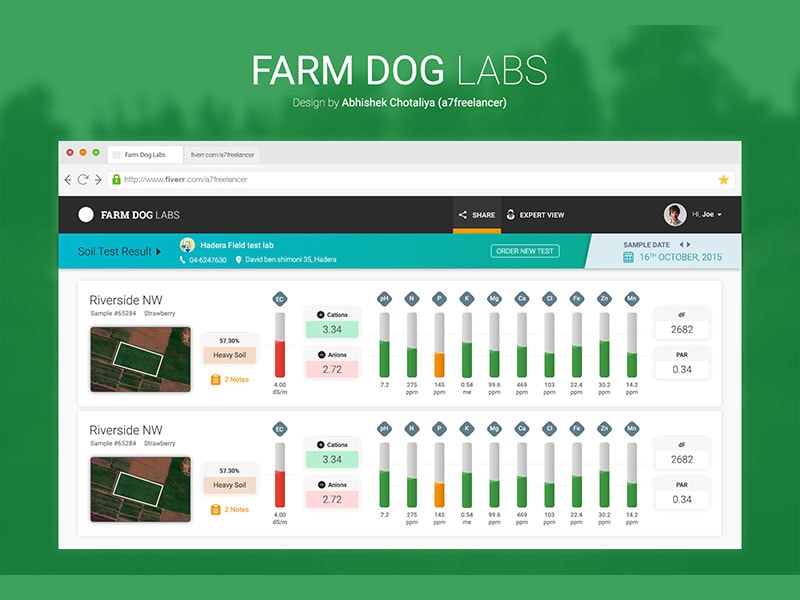 FARM DOG LABS
Design by Abhishek Chotaliya (a7freelancer)
Farm Dog Labs
fiverr.com/a7freelancer
http://www.fiverr.com/a7freelancer
FARM DOG LABS
SHARE
EXPERT VIEW
Hi, Joe
Soil Test Result
Hadera Field test lab
04-6247630
David ben shimoni 35, Hadera
ORDER NEW TEST
SAMPLE DATE
16TH OCTOBER, 2015
Riverside NW
Sample #65284 Strawberry
57.30%
Heavy Soil
2 Notes
EC
4.00
dS/m
Cations
3.34
Anions
2.72
pH N P K Mg Ca Cl Fe Zn Mn
7.2 275 145 0.54 99.6 469 103 22.4 30.2 14.2
ppm ppm me ppm ppm ppm ppm ppm ppm
dF
2682
PAR
0.34
Riverside NW
Sample #65284 Strawberry
57.30%
Heavy Soil
2 Notes
EC
4.00
dS/m
Cations
3.34
Anions
2.72
pH N P K Mg Ca Cl Fe Zn Mn
7.2 275 145 0.54 99.6 469 103 22.4 30.2 14.2
ppm ppm me ppm ppm ppm ppm ppm ppm
dF
2682
PAR
0.34